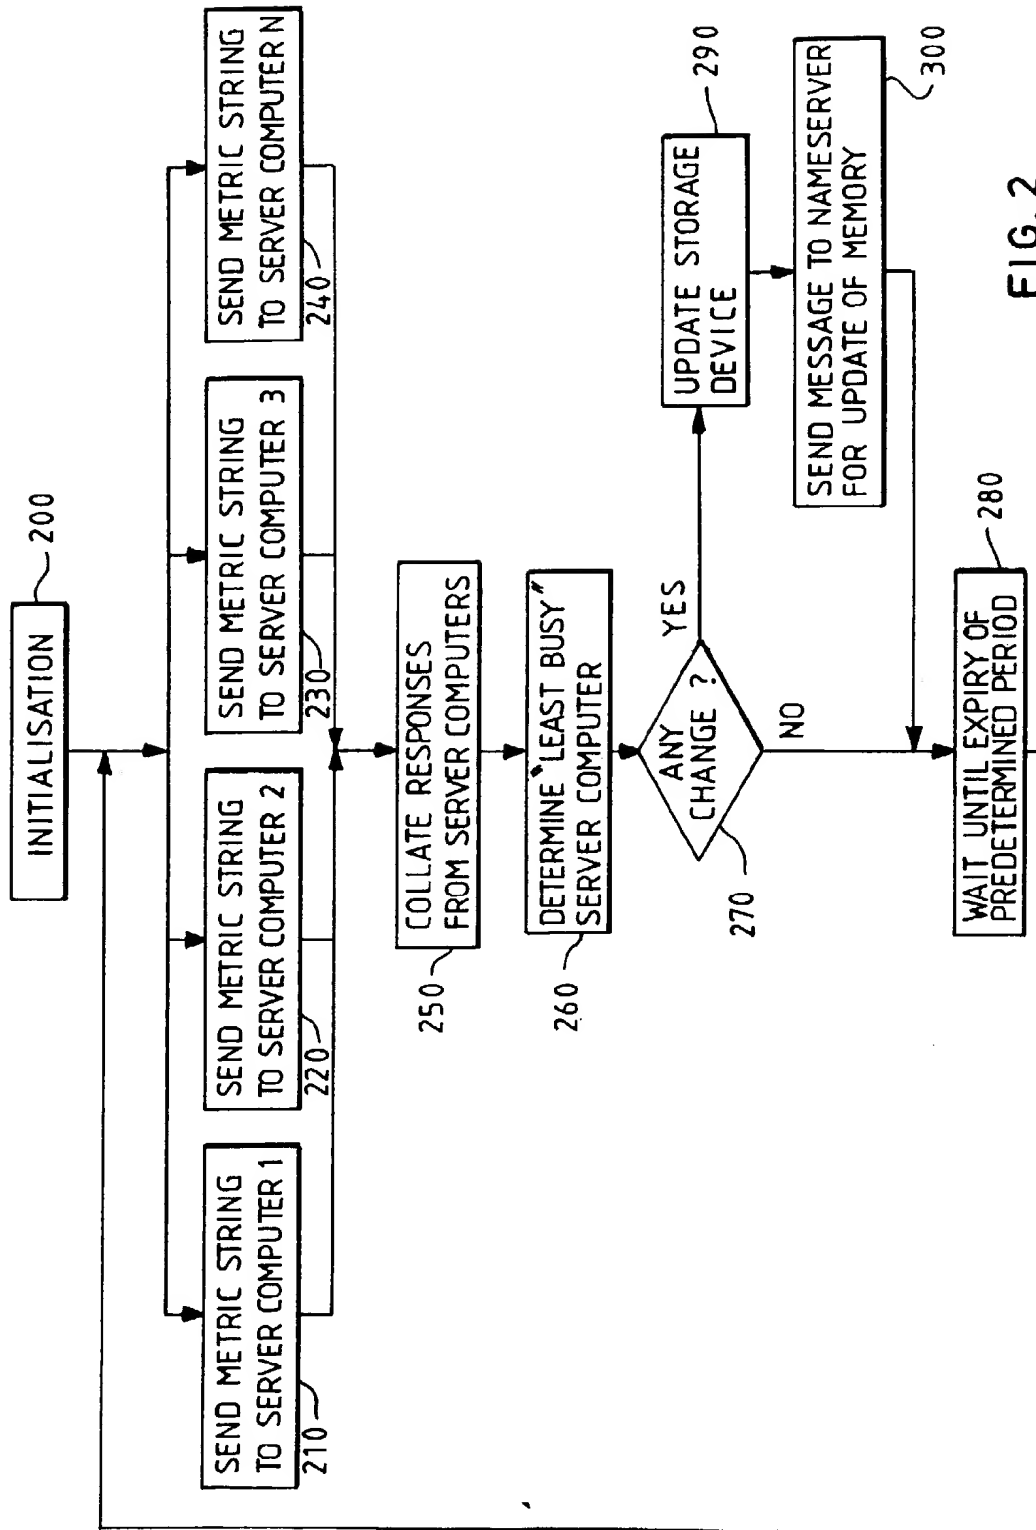 INITIALISATION
200
SEND METRIC STRING
TO SERVER COMPUTER 1
210
SEND METRIC STRING
TO SERVER COMPUTER 2
220
SEND METRIC STRING
TO SERVER COMPUTER 3
230
SEND METRIC STRING
TO SERVER COMPUTER N
240
COLLATE RESPONSES
FROM SERVER COMPUTERS
250
DETERMINE "LEAST BUSY"
SERVER COMPUTER
260
ANY
CHANGE ?
270
YES
NO
UPDATE STORAGE
DEVICE
290
SEND MESSAGE TO NAMESERVER
FOR UPDATE OF MEMORY
300
WAIT UNTIL EXPIRY OF
PREDETERMINED PERIOD
280
FIG. 2